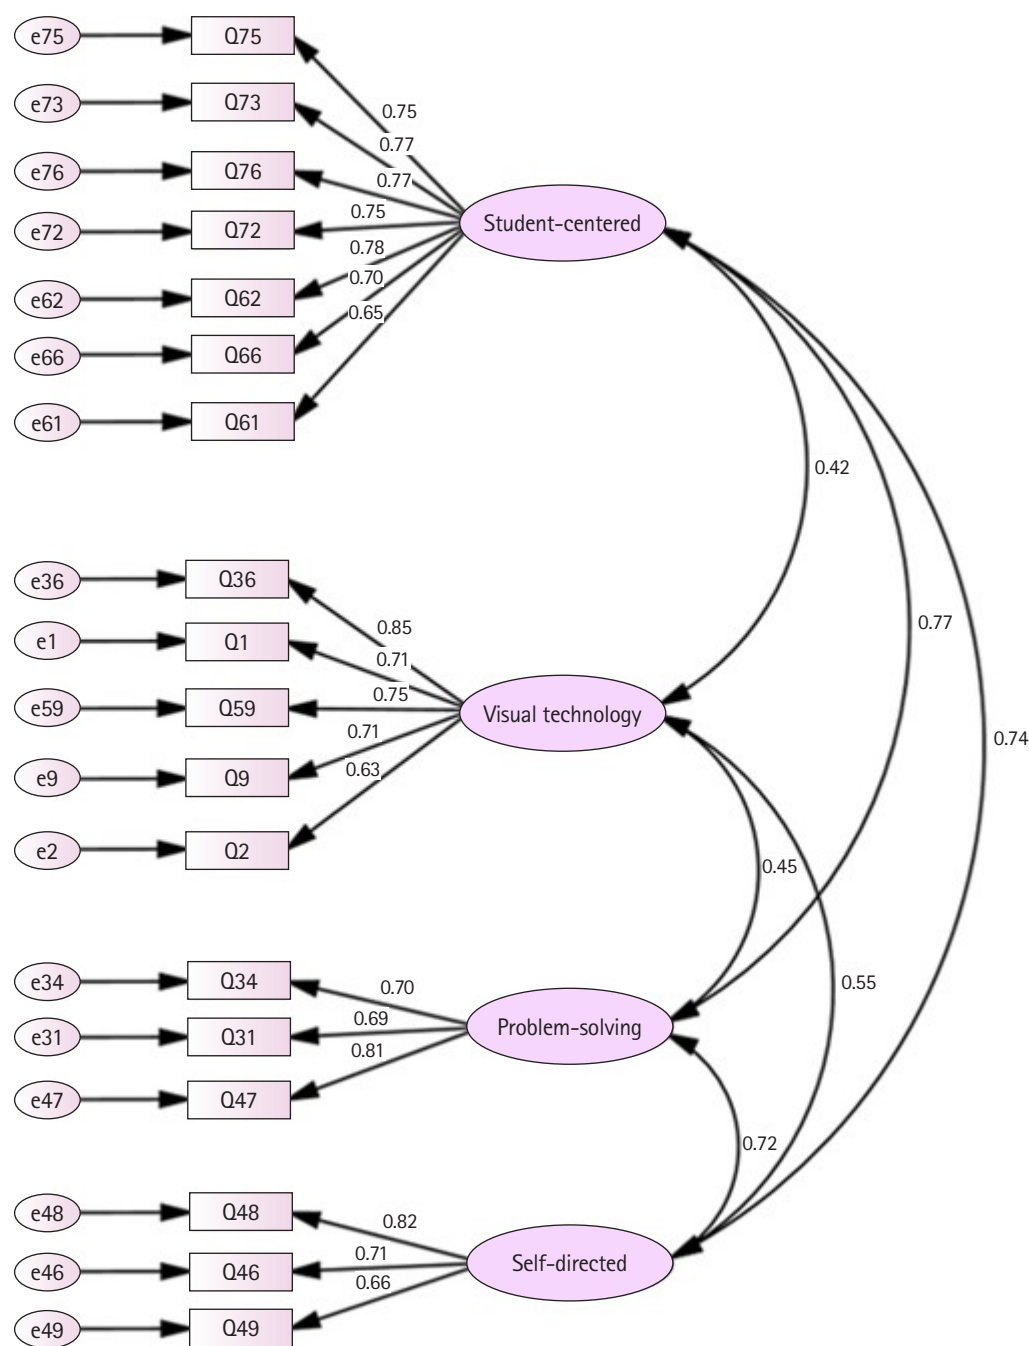 e75 Q75
e73 Q73
e76 Q76
e72 Q72
e62 Q62
e66 Q66
e61 Q61
0.75
0.77
0.77
0.75
0.78
0.70
0.65
Student-centered
0.42
0.77
0.74
e36 Q36
e1 Q1
e59 Q59
e9 Q9
e2 Q2
0.85
0.71
0.75
0.71
0.63
Visual technology
0.45
0.55
e34 Q34
e31 Q31
e47 Q47
0.70
0.69
0.81
Problem-solving
0.72
e48 Q48
e46 Q46
e49 Q49
0.82
0.71
0.66
Self-directed